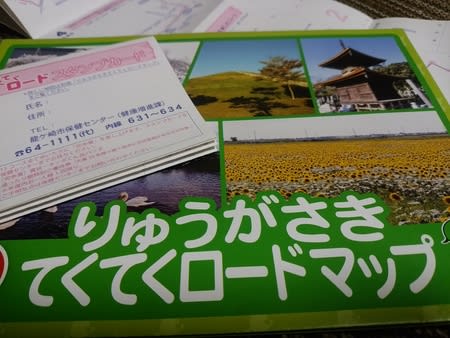 てくロードスタンプカード
氏名:
住所:
TEL
龍ケ崎市保健センター(健康増進課)
☎64-1111(代) 内線 631~634
りゅうがさき
てくてくロードマップ